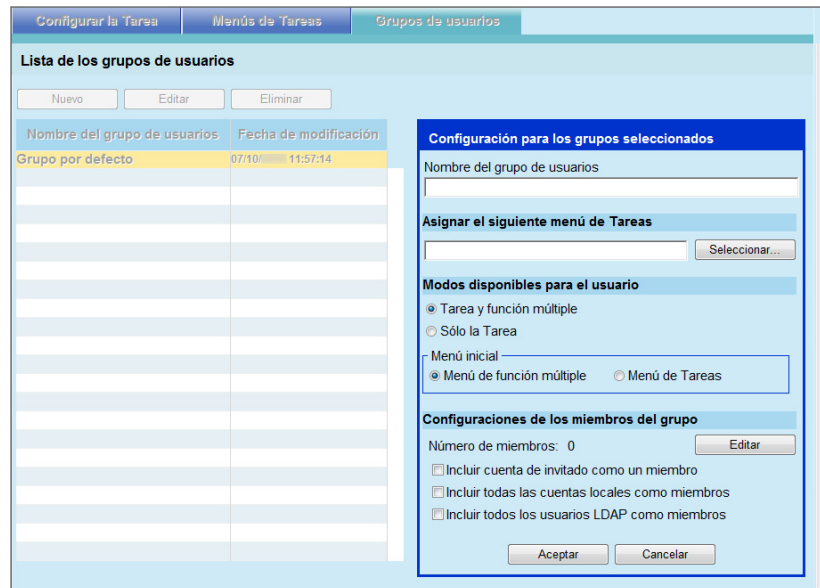 Configurar la Tarea Menús de Tareas Grupos de usuarios
Lista de los grupos de usuarios
Nuevo Editar Eliminar
Nombre del grupo de usuarios Fecha de modificación
Grupo por defecto 07/10/ 11:57:14
Configuración para los grupos seleccionados
Nombre del grupo de usuarios
Asignar el siguiente menú de Tareas
Seleccionar...
Modos disponibles para el usuario
Tarea y función múltiple
Sólo la Tarea
Menú inicial
Menú de función múltiple Menú de Tareas
Configuraciones de los miembros del grupo
Número de miembros: 0 Editar
Incluir cuenta de invitado como un miembro
Incluir todas las cuentas locales como miembros
Incluir todos los usuarios LDAP como miembros
Aceptar Cancelar